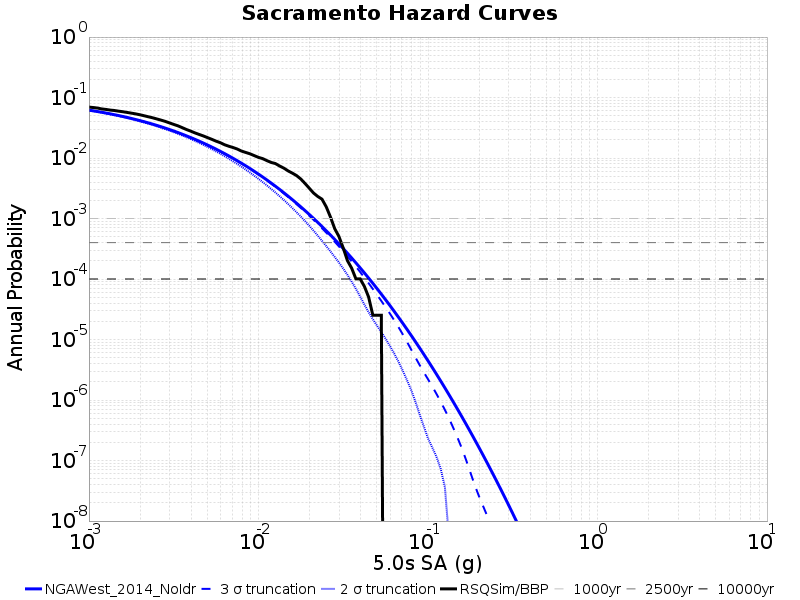 Sacramento Hazard Curves
Annual Probability
10^0
10^-1
10^-2
10^-3
10^-4
10^-5
10^-6
10^-7
10^-8
10^-3 10^-2 10^-1 10^0 10^1
5.0s SA (g)
NGAWest_2014_NoIdr 3 σ truncation 2 σ truncation RSQSim/BBP 1000yr 2500yr 10000yr